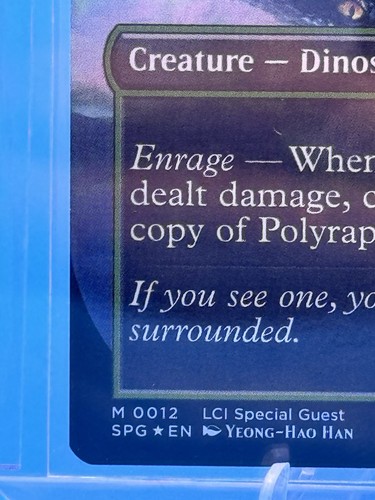 Creature — Dinos
Enrage — When
dealt damage, c
copy of Polyrap
If you see one, yo
surrounded.
M 0012 LCI Special Guest
SPG★EN Yeong-Hao Han